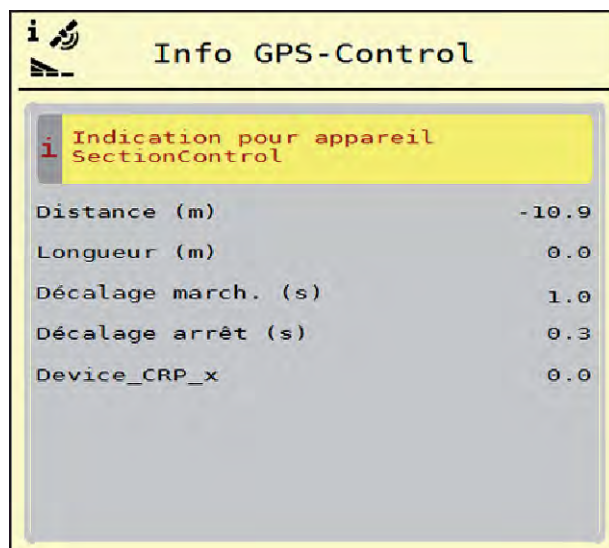 i
Info GPS-Control
i Indication pour appareil
SectionControl
Distance (m) -10.9
Longueur (m) 0.0
Décalage march. (s) 1.0
Décalage arrêt (s) 0.3
Device_CRP_x 0.0